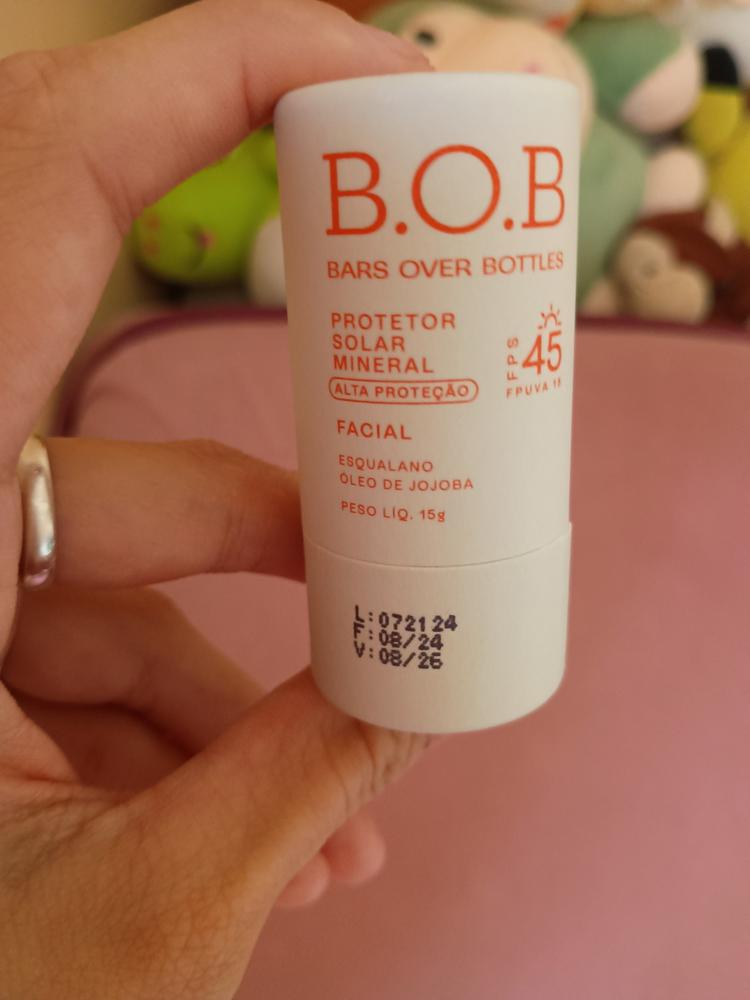 B.O.B
BARS OVER BOTTLES
PROTETOR
SOLAR
MINERAL
ALTA PROTEÇÃO
FPS 45
FPUVA 15
FACIAL
ESQUALANO
ÓLEO DE JOJOBA
PESO LÍQ. 15g
L:072124
F:08/24
V:08/26